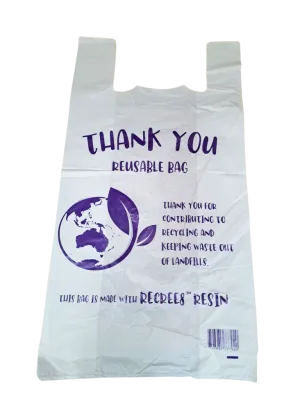 THANK YOU
REUSABLE BAG
THANK YOU FOR
CONTRIBUTING TO
RECYCLING AND
KEEPING WASTE OUT
OF LANDFILLS.
THIS BAG IS MADE WITH RECREE8™ RESIN